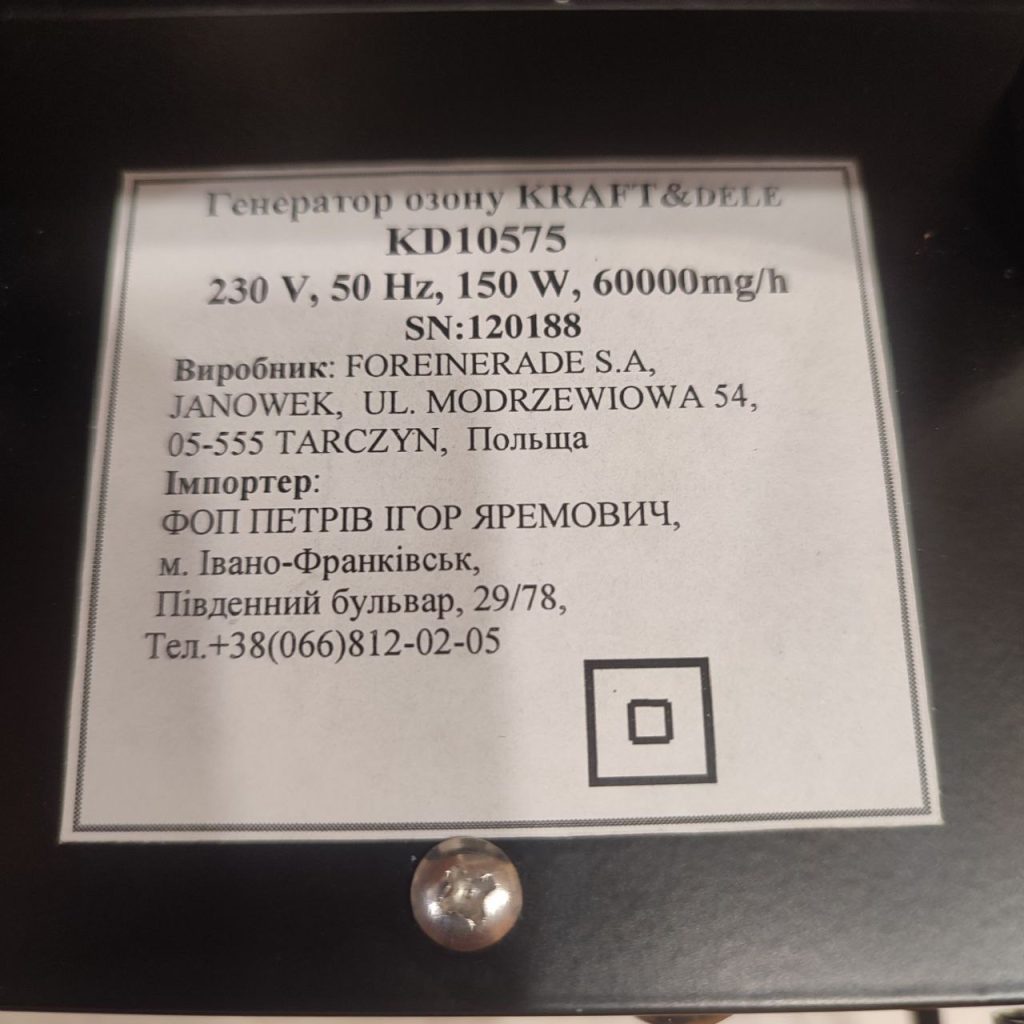 Генератор озону KRAFT&DELE
KD10575
230 V, 50 Hz, 150 W, 60000mg/h
SN:120188
Виробник: FOREINERADE S.A,
JANOWEK, UL. MODRZEWIOWA 54,
05-555 TARCZYN, Польща
Імпортер:
ФОП ПЕТРІВ ІГОР ЯРЕМОВИЧ,
м. Івано-Франківськ,
Південний бульвар, 29/78,
Тел.+38(066)812-02-05